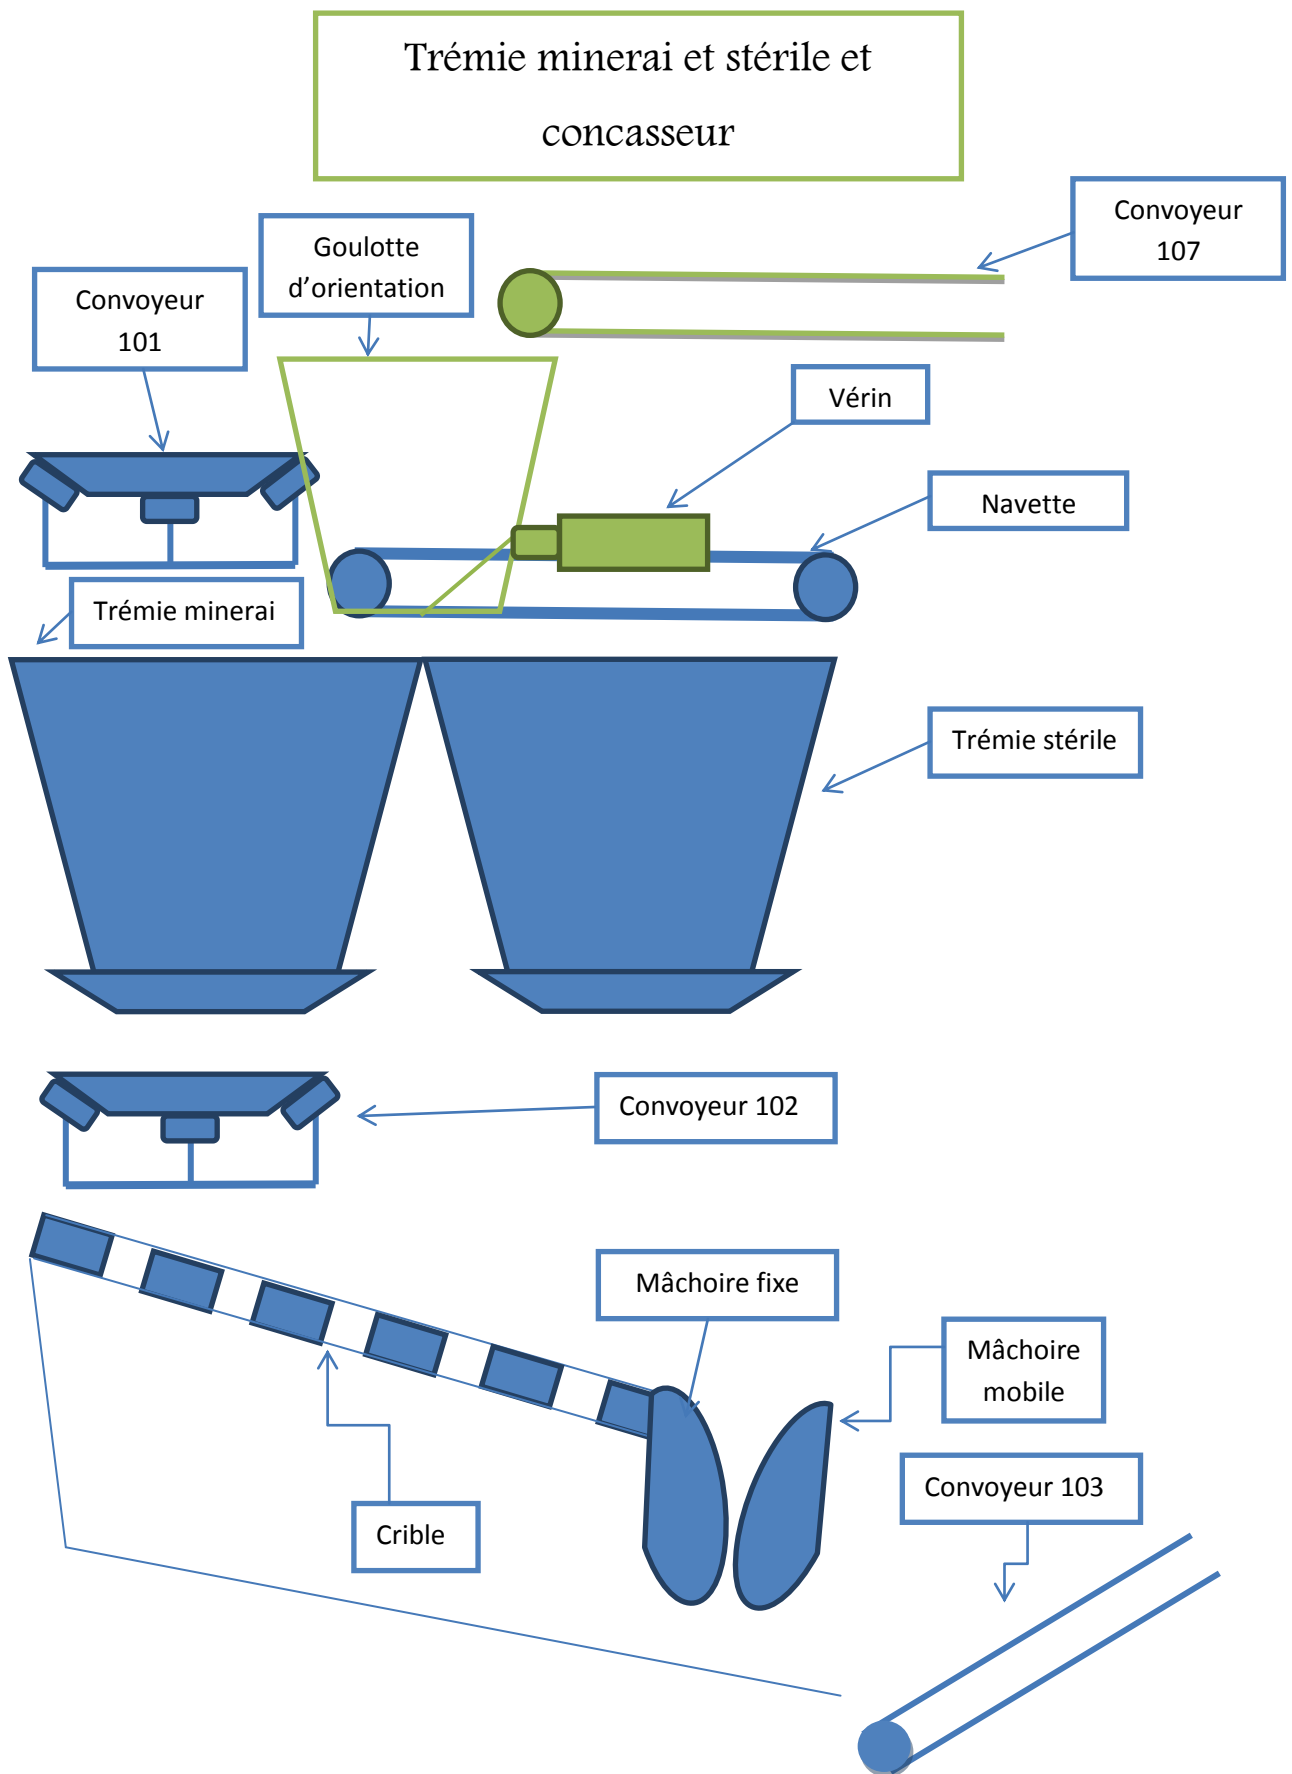 Trémie minerai et stérile et
concasseur
Convoyeur
107
Goulotte
d’orientation
Convoyeur
101
Vérin
Navette
Trémie minerai
Trémie stérile
Convoyeur 102
Mâchoire fixe
Mâchoire
mobile
Convoyeur 103
Crible